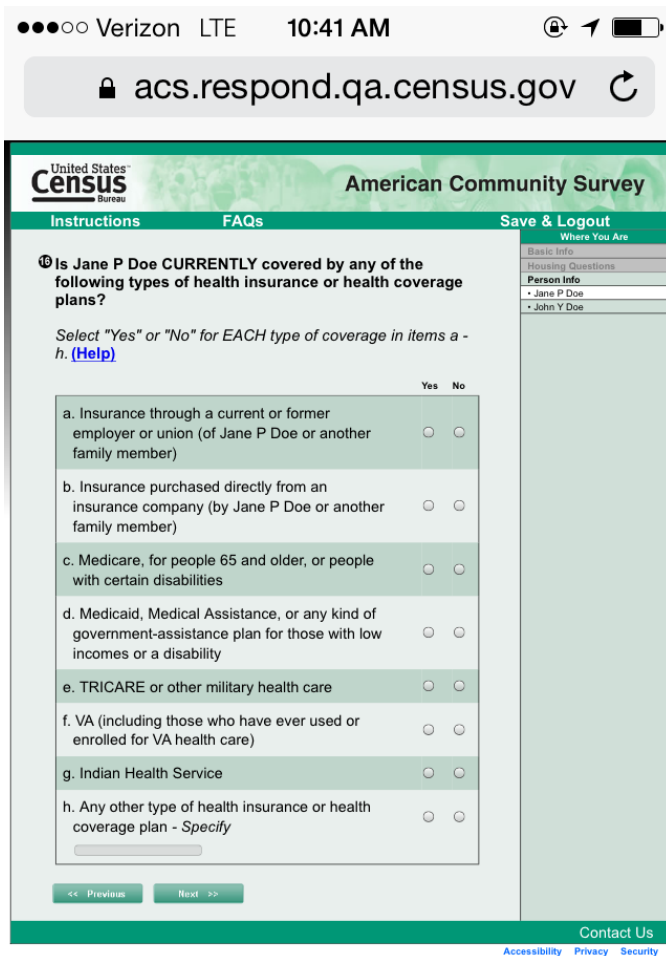 Verizon LTE 10:41 AM
acs.respond.qa.census.gov
United States™
Census
Bureau
American Community Survey
Instructions FAQs Save & Logout
Where You Are
Basic Info
Housing Questions
Person Info
• Jane P Doe
• John Y Doe
16 Is Jane P Doe CURRENTLY covered by any of the
following types of health insurance or health coverage
plans?
Select "Yes" or "No" for EACH type of coverage in items a -
h. (Help)
Yes No
a. Insurance through a current or former
employer or union (of Jane P Doe or another
family member)
b. Insurance purchased directly from an
insurance company (by Jane P Doe or another
family member)
c. Medicare, for people 65 and older, or people
with certain disabilities
d. Medicaid, Medical Assistance, or any kind of
government-assistance plan for those with low
incomes or a disability
e. TRICARE or other military health care
f. VA (including those who have ever used or
enrolled for VA health care)
g. Indian Health Service
h. Any other type of health insurance or health
coverage plan - Specify
<< Previous Next >>
Contact Us
Accessibility Privacy Security